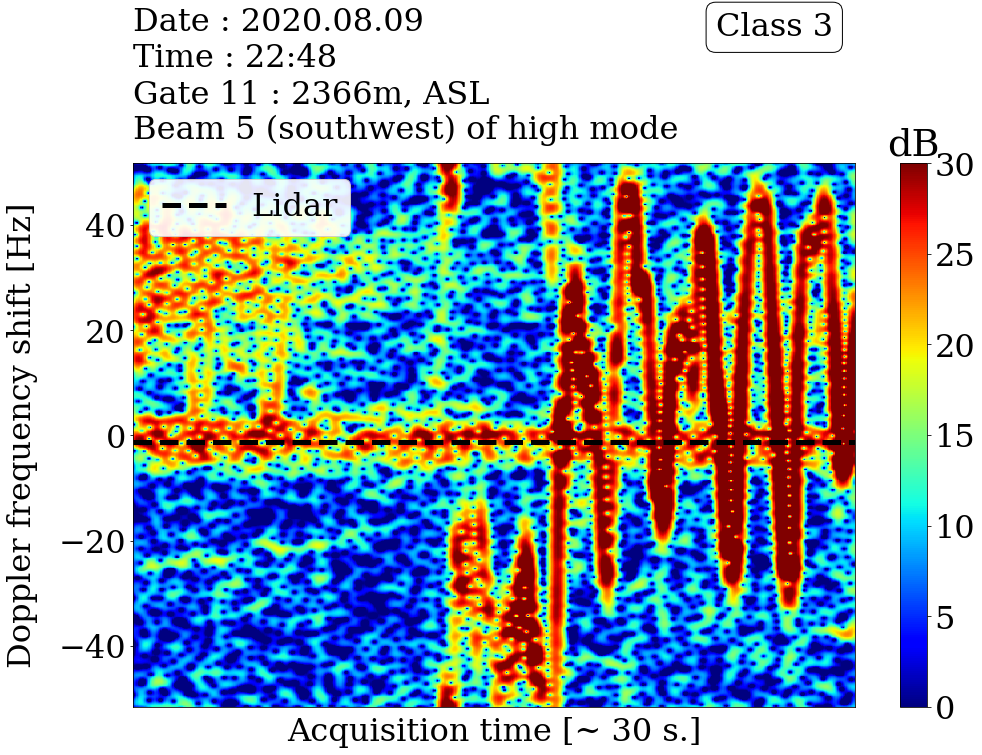 Date : 2020.08.09
Time : 22:48
Gate 11 : 2366m, ASL
Beam 5 (southwest) of high mode
Class 3
dB
Lidar
Doppler frequency shift [Hz]
40
20
0
−20
−40
30
25
20
15
10
5
0
Acquisition time [~ 30 s.]